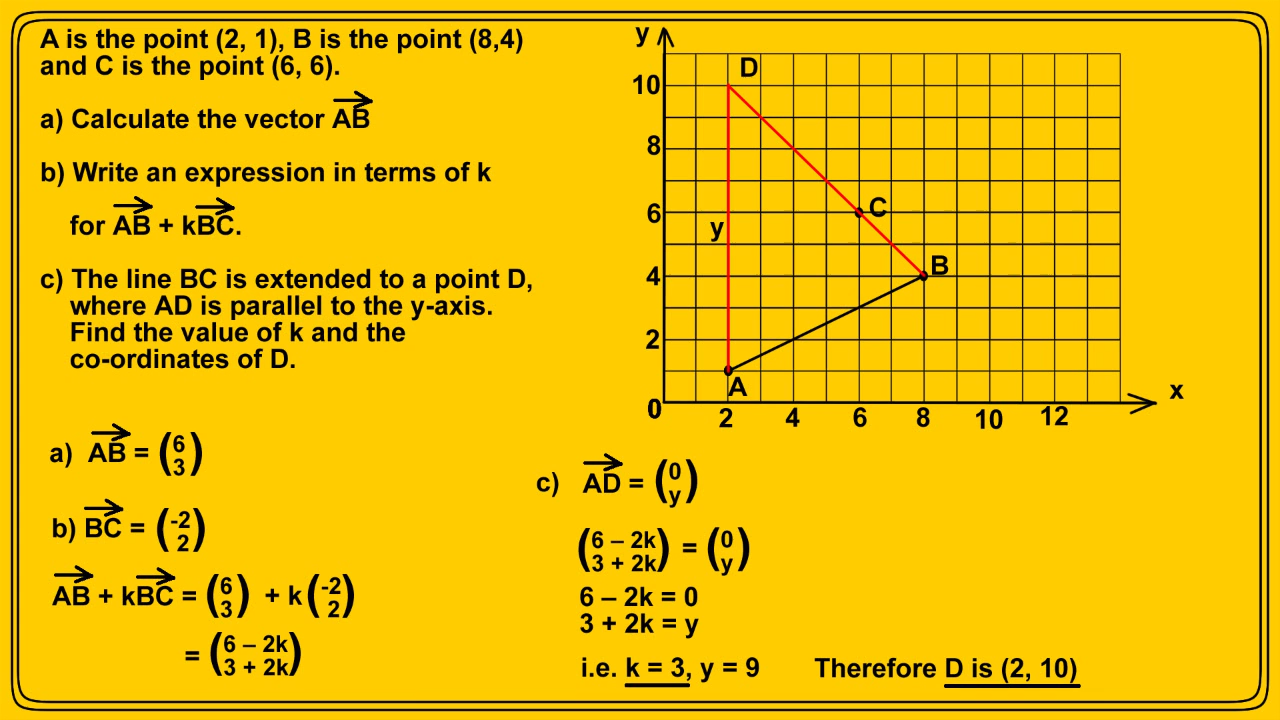 A is the point (2, 1), B is the point (8,4)
and C is the point (6, 6).
a) Calculate the vector AB
b) Write an expression in terms of k
for AB + kBC.
c) The line BC is extended to a point D,
where AD is parallel to the y-axis.
Find the value of k and the
co-ordinates of D.
y
D
10
8
6
C
y
4
B
2
A
0
2 4 6 8 10 12
x
a) AB = (6
3)
b) BC = (-2
2)
AB + kBC = (6
3) + k(-2
2)
= (6 – 2k
3 + 2k)
c) AD = (0
y)
(6 – 2k
3 + 2k) = (0
y)
6 – 2k = 0
3 + 2k = y
i.e. k = 3, y = 9 Therefore D is (2, 10)